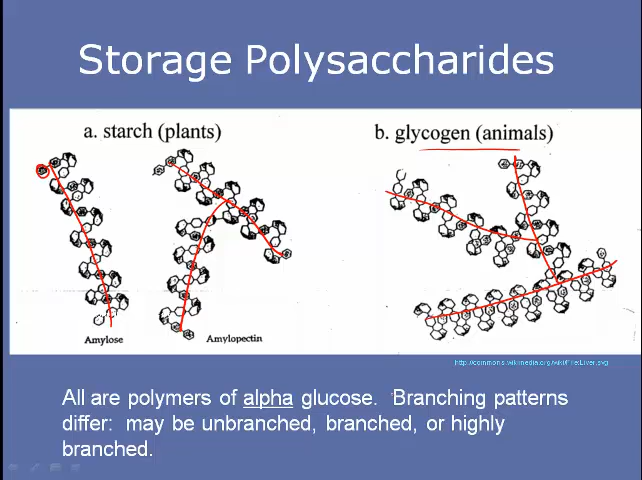 Storage Polysaccharides
a. starch (plants)
b. glycogen (animals)
Amylose
Amylopectin
http://commons.wikimedia.org/wiki/File:Liver.svg
All are polymers of alpha glucose. Branching patterns
differ: may be unbranched, branched, or highly
branched.